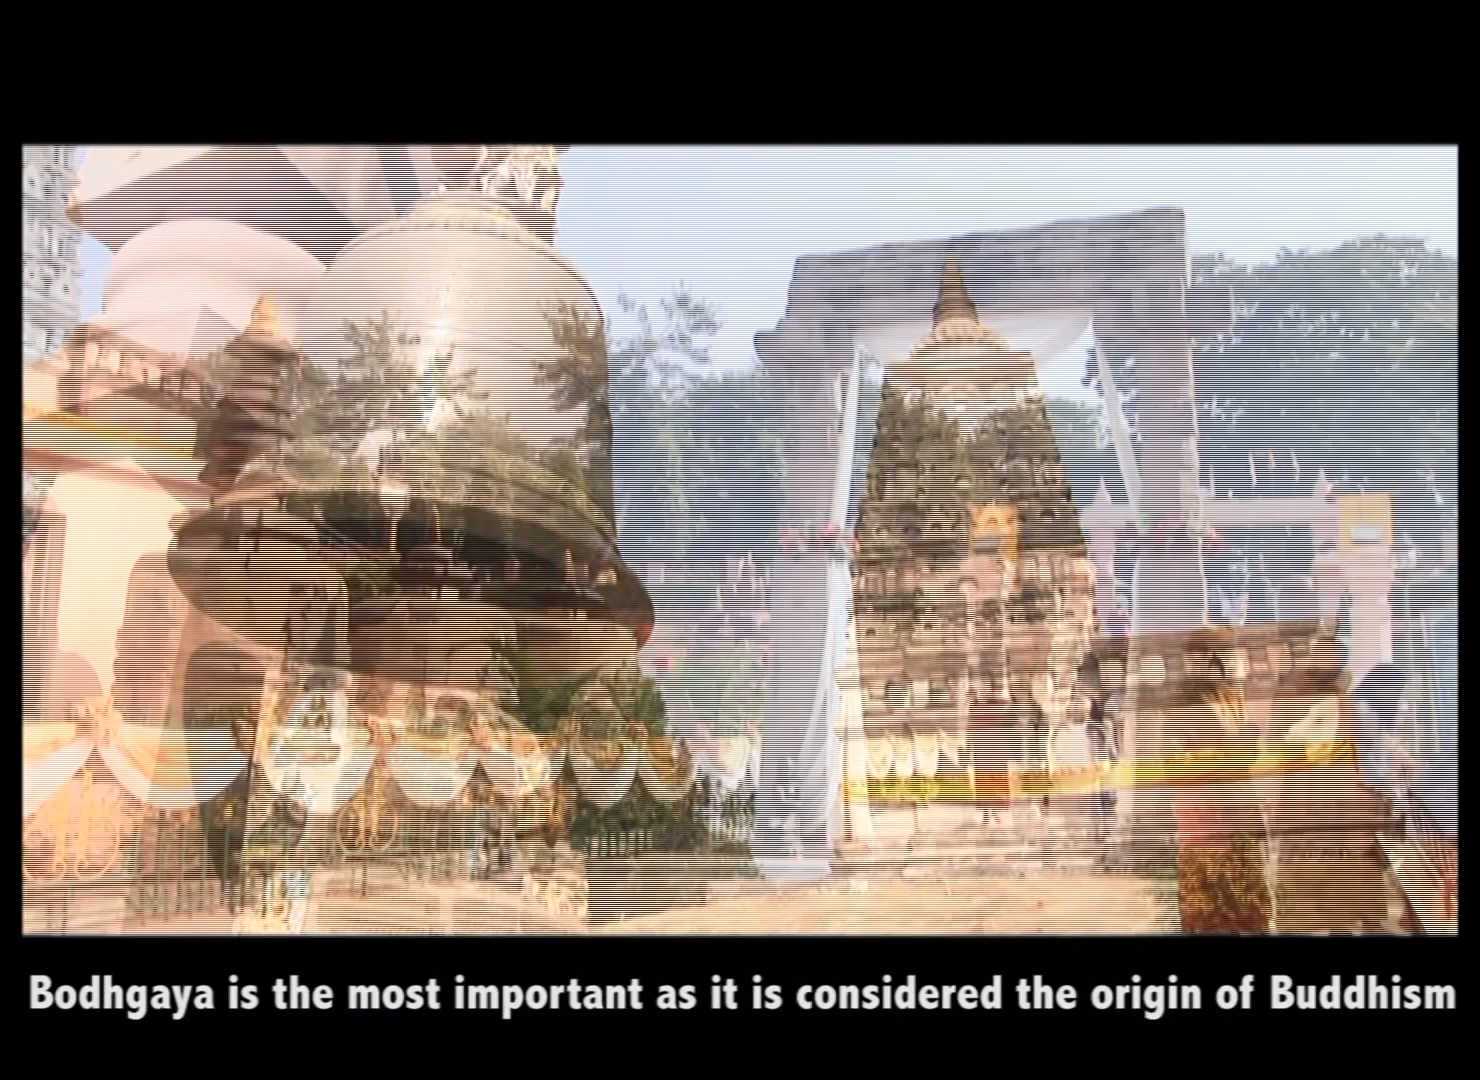 Bodhgaya is the most important as it is considered the origin of Buddhism